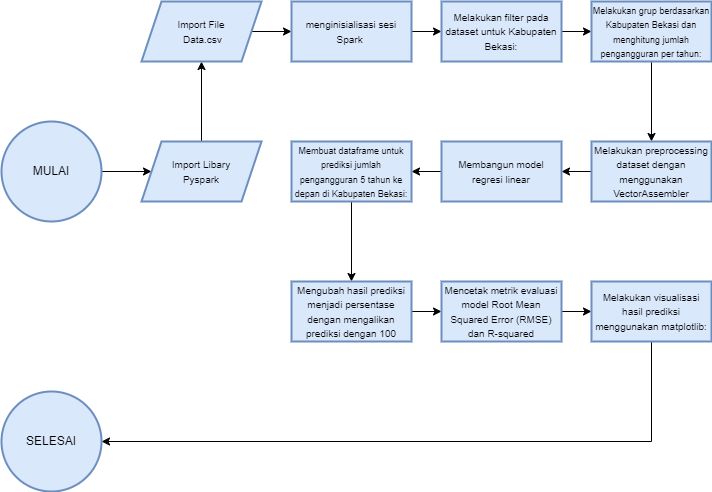 MULAI
Import Libary
Pyspark
Import File
Data.csv
menginisialisasi sesi
Spark
Melakukan filter pada
dataset untuk Kabupaten
Bekasi:
Melakukan grup berdasarkan
Kabupaten Bekasi dan
menghitung jumlah
pengangguran per tahun:
Melakukan preprocessing
dataset dengan
menggunakan
VectorAssembler
Membangun model
regresi linear
Membuat dataframe untuk
prediksi jumlah
pengangguran 5 tahun ke
depan di Kabupaten Bekasi:
Mengubah hasil prediksi
menjadi persentase
dengan mengalikan
prediksi dengan 100
Mencetak metrik evaluasi
model Root Mean
Squared Error (RMSE)
dan R-squared
Melakukan visualisasi
hasil prediksi
menggunakan matplotlib:
SELESAI